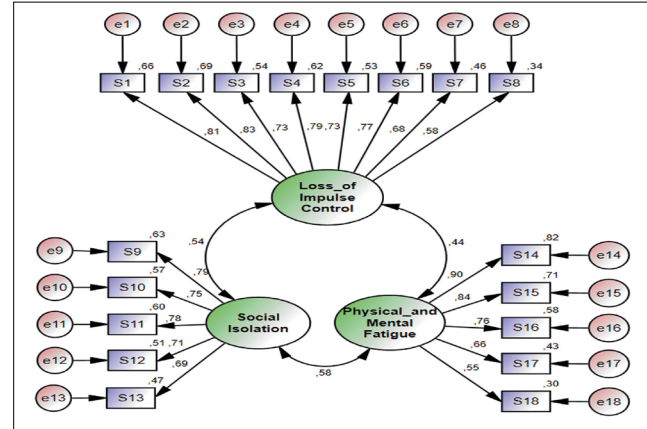 e1 e2 e3 e4 e5 e6 e7 e8
,66 ,69 ,54 ,62 ,53 ,59 ,46 ,34
S1 S2 S3 S4 S5 S6 S7 S8
,81 ,83 ,73 ,79 ,73 ,77 ,68 ,58
Loss_of
Impulse
Control
,54 ,44
,63
e9 S9
,57
e10 S10
,60
e11 S11
,51
e12 S12
,47
e13 S13
,79
,75
,78
,71
,69
Social
Isolation
,58
Physical_and
Mental
Fatigue
,90
,84
,76
,66
,55
,82
S14 e14
,71
S15 e15
,58
S16 e16
,43
S17 e17
,30
S18 e18